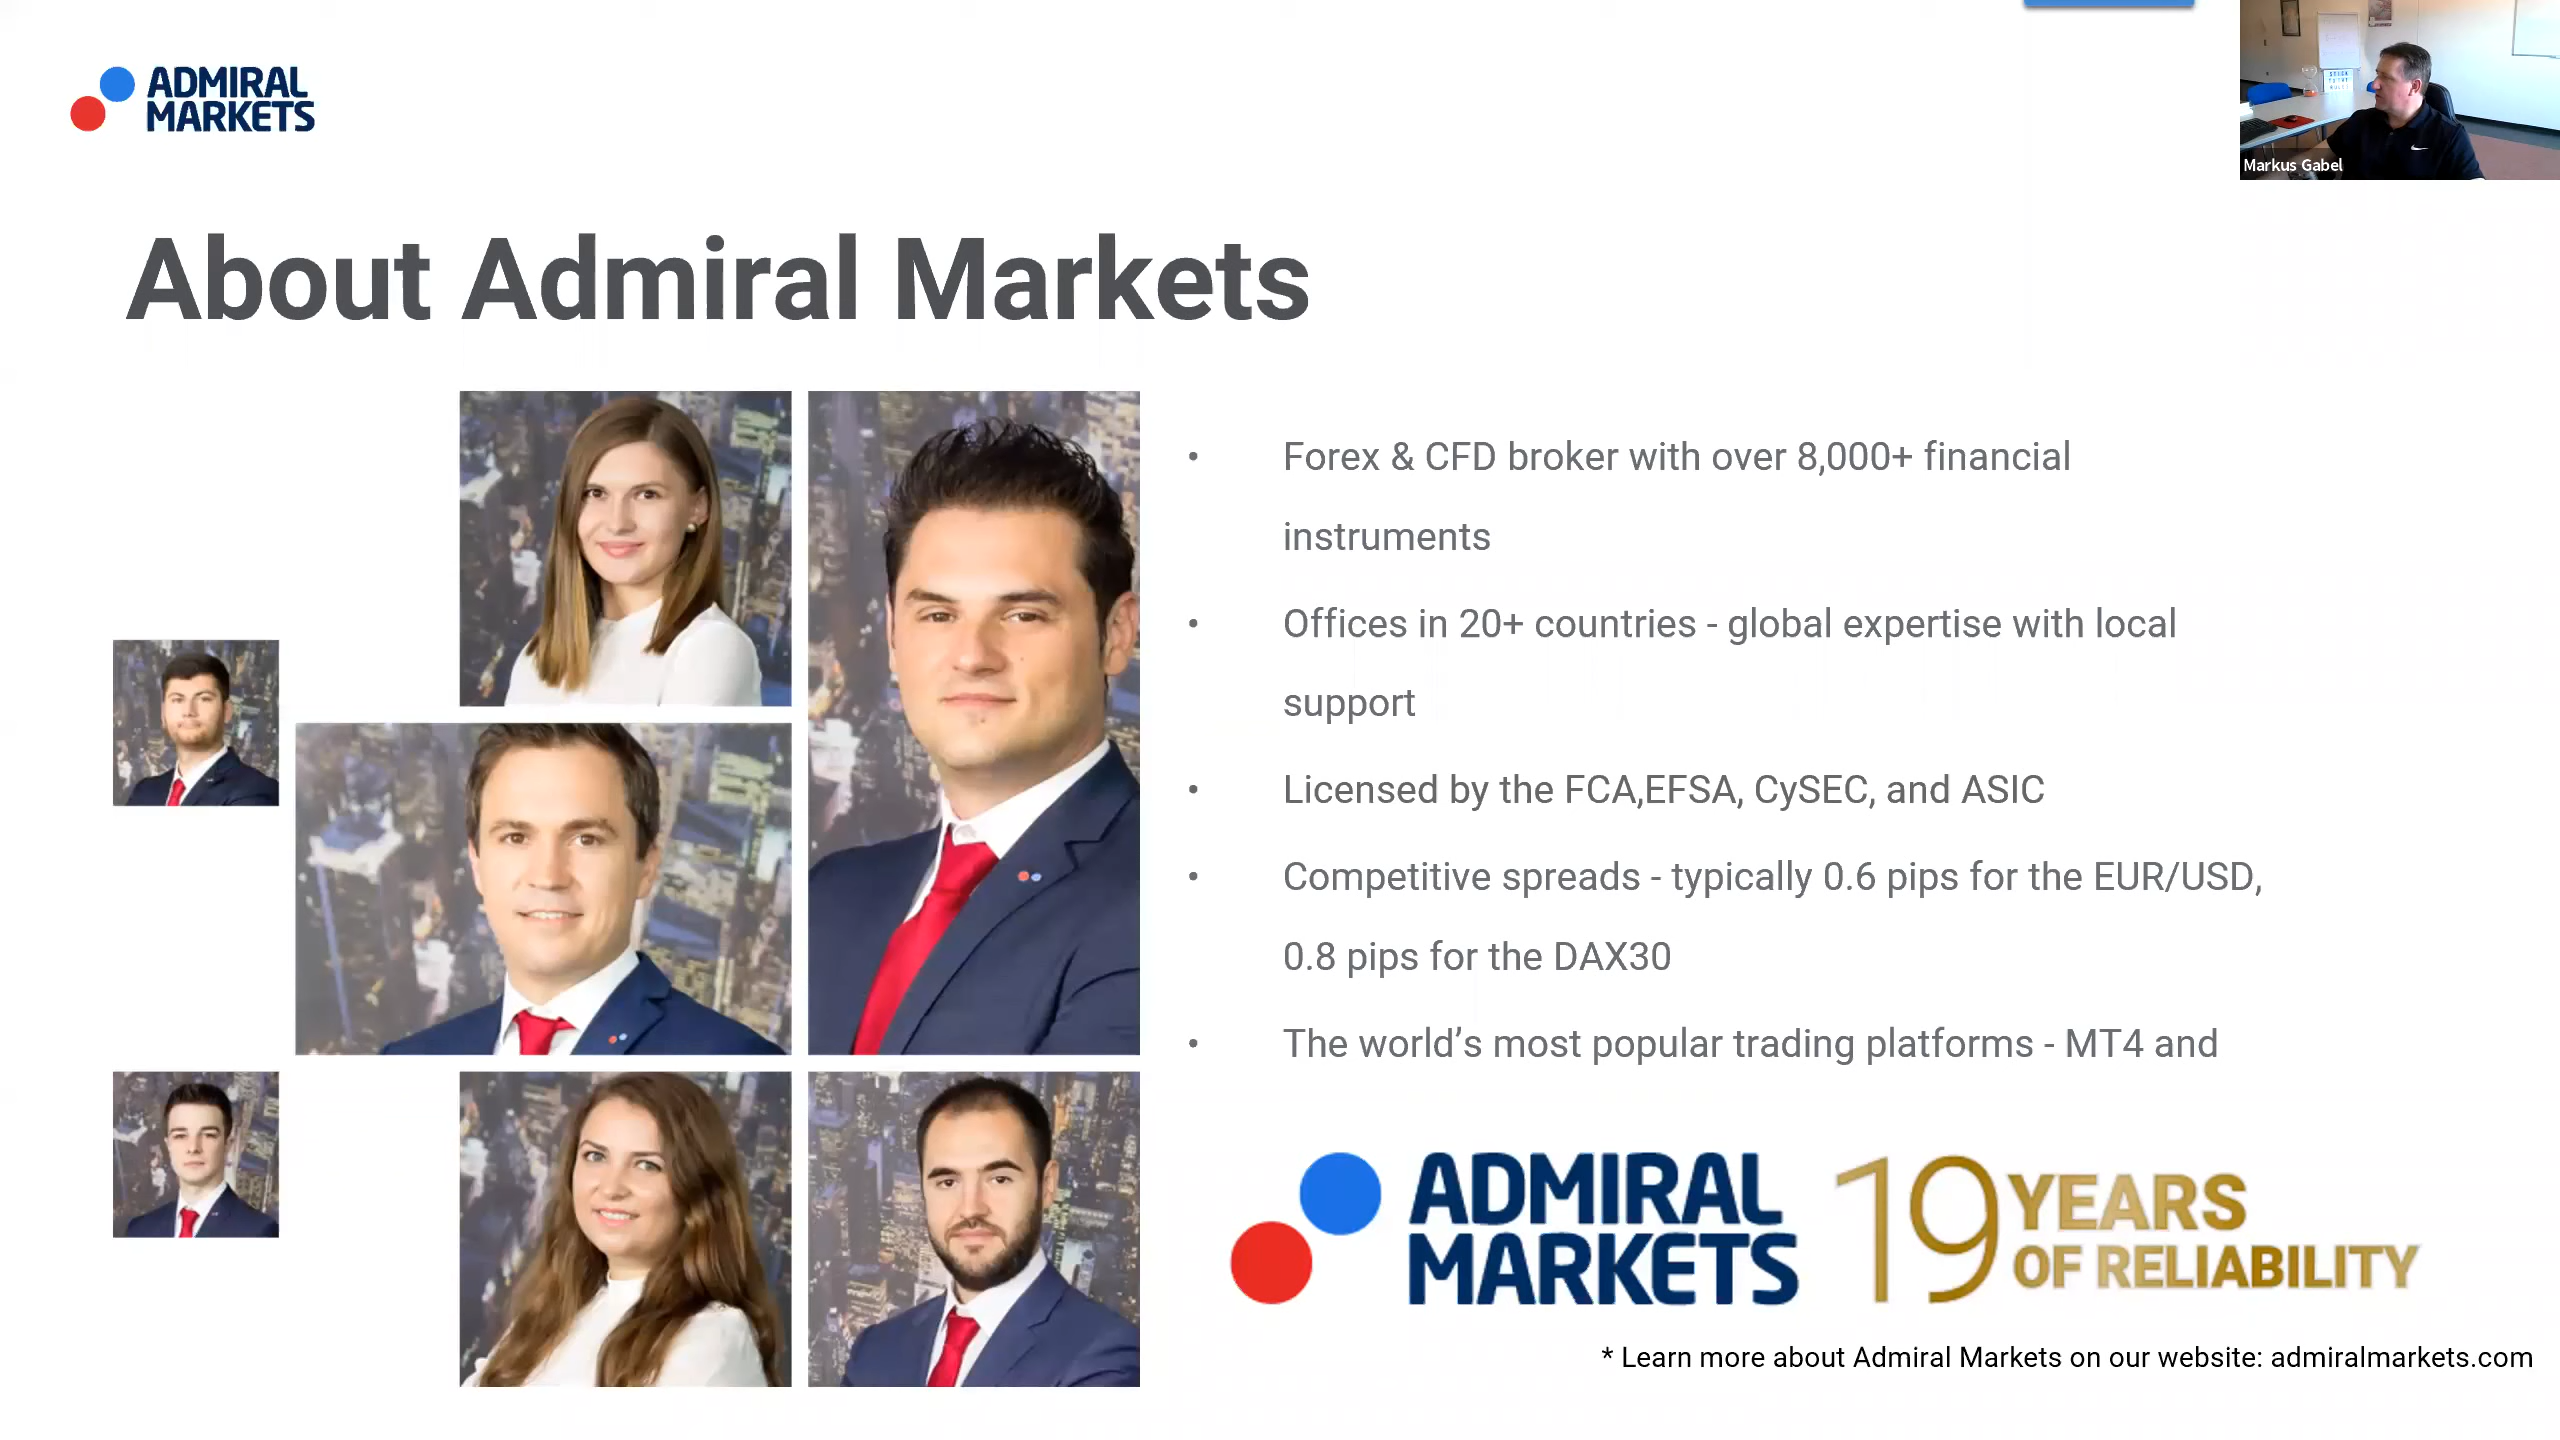 ADMIRAL
MARKETS
Markus Gabel
About Admiral Markets
• Forex & CFD broker with over 8,000+ financial
instruments
• Offices in 20+ countries - global expertise with local
support
• Licensed by the FCA,EFSA, CySEC, and ASIC
• Competitive spreads - typically 0.6 pips for the EUR/USD,
0.8 pips for the DAX30
• The world’s most popular trading platforms - MT4 and
ADMIRAL
MARKETS
19 YEARS
OF RELIABILITY
* Learn more about Admiral Markets on our website: admiralmarkets.com